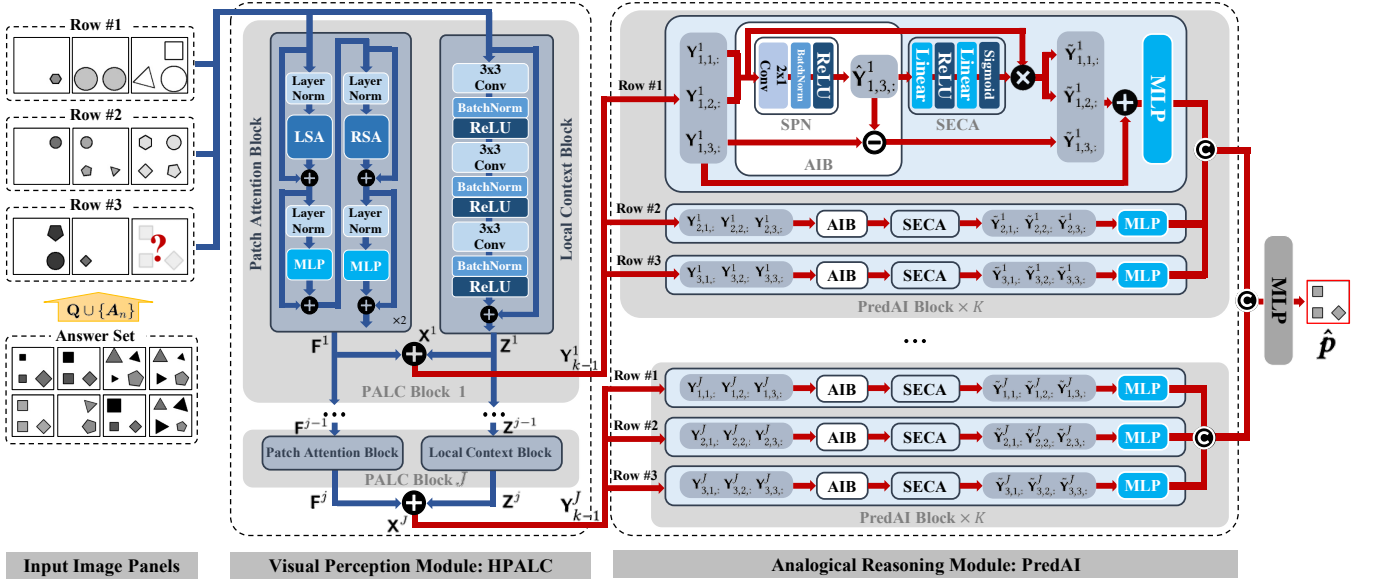 Row #1
Row #2
Row #3
?
Q ∪ {Aₙ}
Answer Set
Input Image Panels
Patch Attention Block
Layer Norm
LSA
Layer Norm
MLP
Layer Norm
RSA
Layer Norm
MLP
×2
Local Context Block
3x3 Conv
BatchNorm
ReLU
3x3 Conv
BatchNorm
ReLU
3x3 Conv
BatchNorm
ReLU
F¹
X¹
Z¹
PALC Block 1
...
...
F^{j-1}
Z^{j-1}
Patch Attention Block
Local Context Block
PALC Block J
F^j
Z^j
X^J
Visual Perception Module: HPALC
Y^1_{k-1}
Y^J_{k-1}
Row #1
Y^1_{1,1,:}
Y^1_{1,2,:}
Y^1_{1,3,:}
2x1 Conv
BatchNorm
ReLU
SPN
Ŷ^1_{1,3,:}
Linear
ReLU
Linear
Sigmoid
SECA
AIB
Ỹ^1_{1,1,:}
Ỹ^1_{1,2,:}
Ỹ^1_{1,3,:}
MLP
C
Row #2
Y^1_{2,1,:} Y^1_{2,2,:} Y^1_{2,3,:}
AIB
SECA
Ỹ^1_{2,1,:} Ỹ^1_{2,2,:} Ỹ^1_{2,3,:}
MLP
Row #3
Y^1_{3,1,:} Y^1_{3,2,:} Y^1_{3,3,:}
AIB
SECA
Ỹ^1_{3,1,:} Ỹ^1_{3,2,:} Ỹ^1_{3,3,:}
MLP
PredAI Block × K
...
Row #1
Y^J_{1,1,:} Y^J_{1,2,:} Y^J_{1,3,:}
AIB
SECA
Ỹ^J_{1,1,:} Ỹ^J_{1,2,:} Ỹ^J_{1,3,:}
MLP
Row #2
Y^J_{2,1,:} Y^J_{2,2,:} Y^J_{2,3,:}
AIB
SECA
Ỹ^J_{2,1,:} Ỹ^J_{2,2,:} Ỹ^J_{2,3,:}
MLP
C
Row #3
Y^J_{3,1,:} Y^J_{3,2,:} Y^J_{3,3,:}
AIB
SECA
Ỹ^J_{3,1,:} Ỹ^J_{3,2,:} Ỹ^J_{3,3,:}
MLP
PredAI Block × K
C
MLP
p̂
Analogical Reasoning Module: PredAI